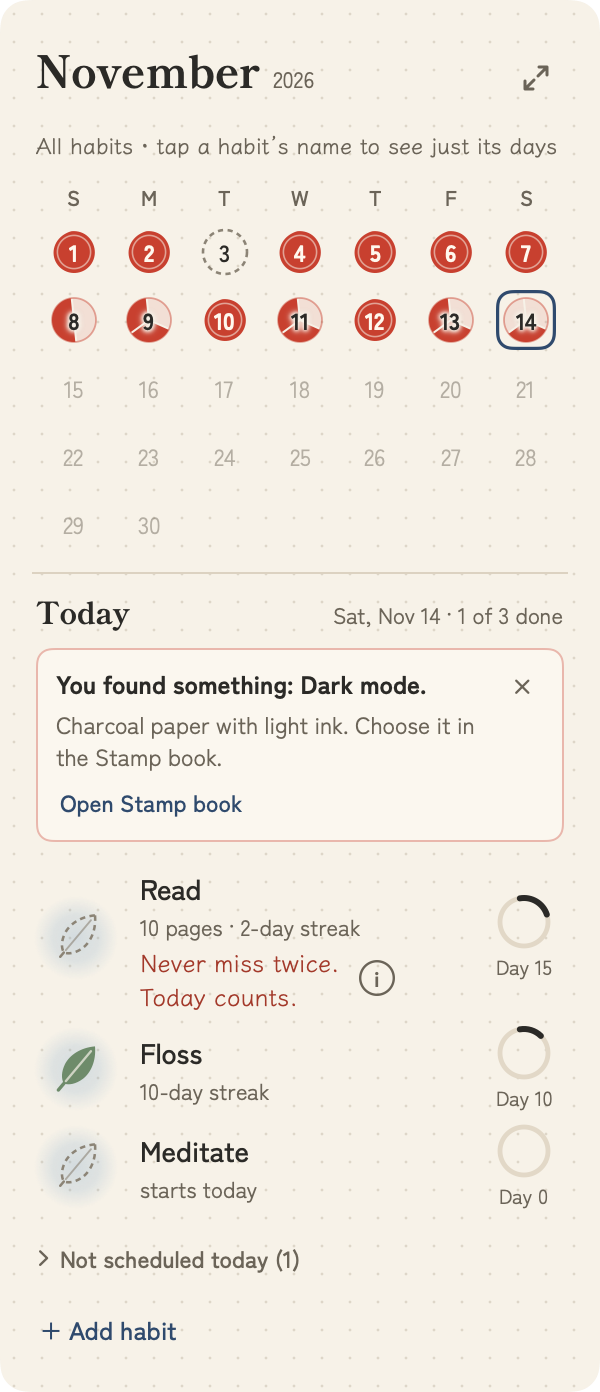 November 2026
All habits · tap a habit’s name to see just its days
S M T W T F S
1 2 3 4 5 6 7
8 9 10 11 12 13 14
15 16 17 18 19 20 21
22 23 24 25 26 27 28
29 30
Today Sat, Nov 14 · 1 of 3 done
You found something: Dark mode.
Charcoal paper with light ink. Choose it in
the Stamp book.
Open Stamp book
Read
10 pages · 2-day streak
Never miss twice.
Today counts.
Day 15
Floss
10-day streak
Day 10
Meditate
starts today
Day 0
Not scheduled today (1)
+ Add habit